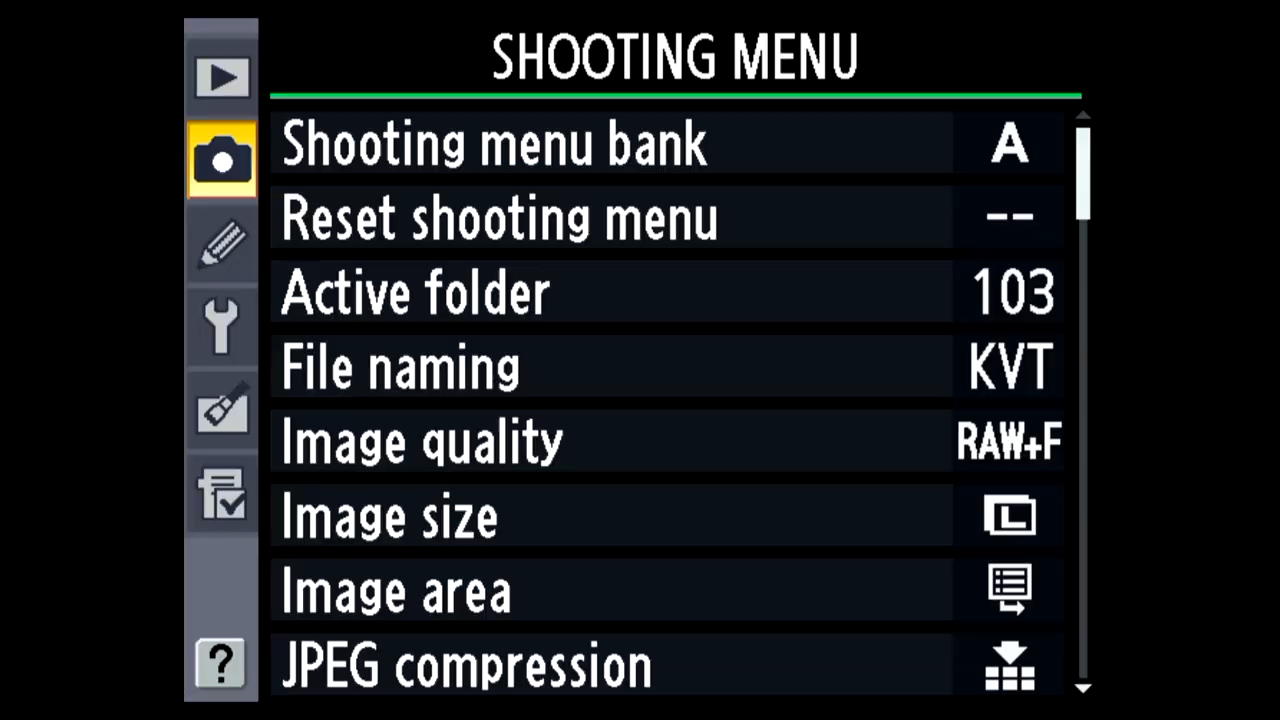 SHOOTING MENU
Shooting menu bank A
Reset shooting menu --
Active folder 103
File naming KVT
Image quality RAW+F
Image size L
Image area
JPEG compression
?